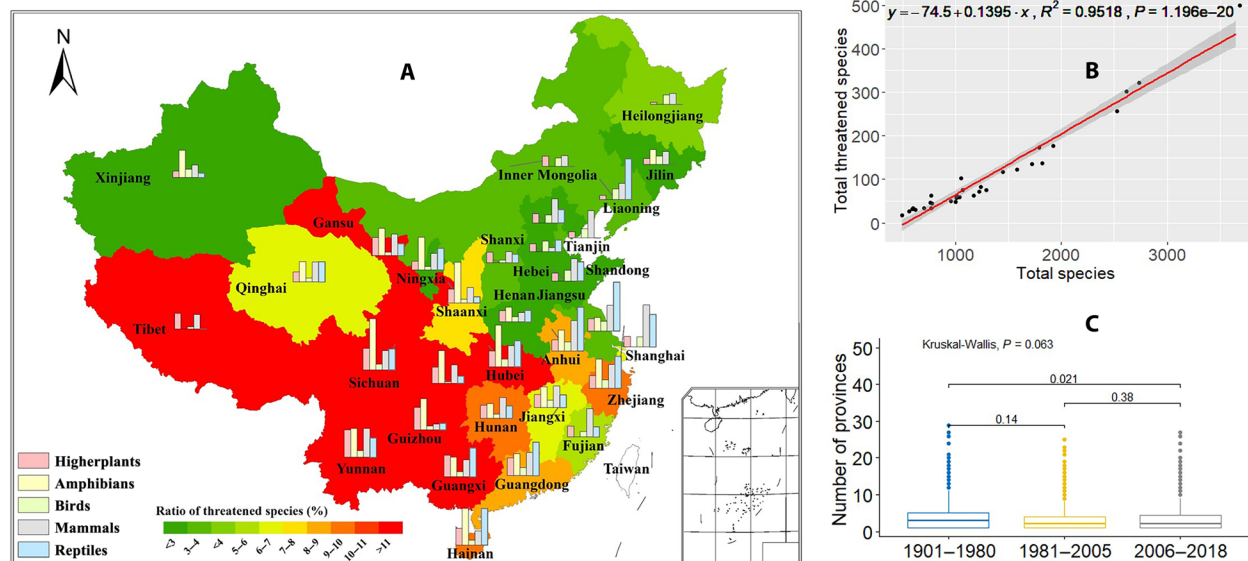 N
A
Heilongjiang
Xinjiang
Inner Mongolia
Jilin
Liaoning
Gansu
Shanxi
Tianjin
Ningxia
Hebei
Shandong
Qinghai
Henan
Jiangsu
Shaanxi
Tibet
Anhui
Shanghai
Sichuan
Hubei
Zhejiang
Jiangxi
Hunan
Guizhou
Fujian
Yunnan
Taiwan
Guangxi
Guangdong
Hainan
Higherplants
Amphibians
Birds
Mammals
Reptiles
Ratio of threatened species (%)
<3 3–4 <4 5–6 6–7 7–8 8–9 9–10 10–11 >11
y = −74.5 + 0.1395 · x , R² = 0.9518 , P = 1.196e−20
B
Total threatened species
500
400
300
200
100
0
1000 2000 3000
Total species
C
Kruskal-Wallis, P = 0.063
0.021
0.38
0.14
Number of provinces
50
40
30
20
10
0
1901–1980 1981–2005 2006–2018